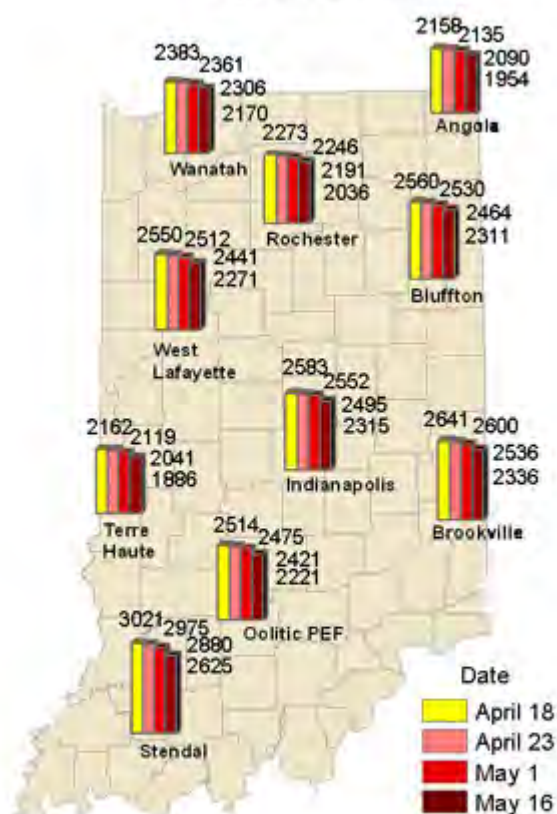 2158
2135
2090
1954
Angola
2383
2361
2306
2170
Wanatah
2273
2246
2191
2036
Rochester
2560
2530
2464
2311
Bluffton
2550
2512
2441
2271
West
Lafayette
2583
2552
2495
2315
Indianapolis
2641
2600
2536
2336
Brookville
2162
2119
2041
1886
Terre
Haute
2514
2475
2421
2221
Oolitic PEF
3021
2975
2880
2625
Stendal
Date
April 18
April 23
May 1
May 16